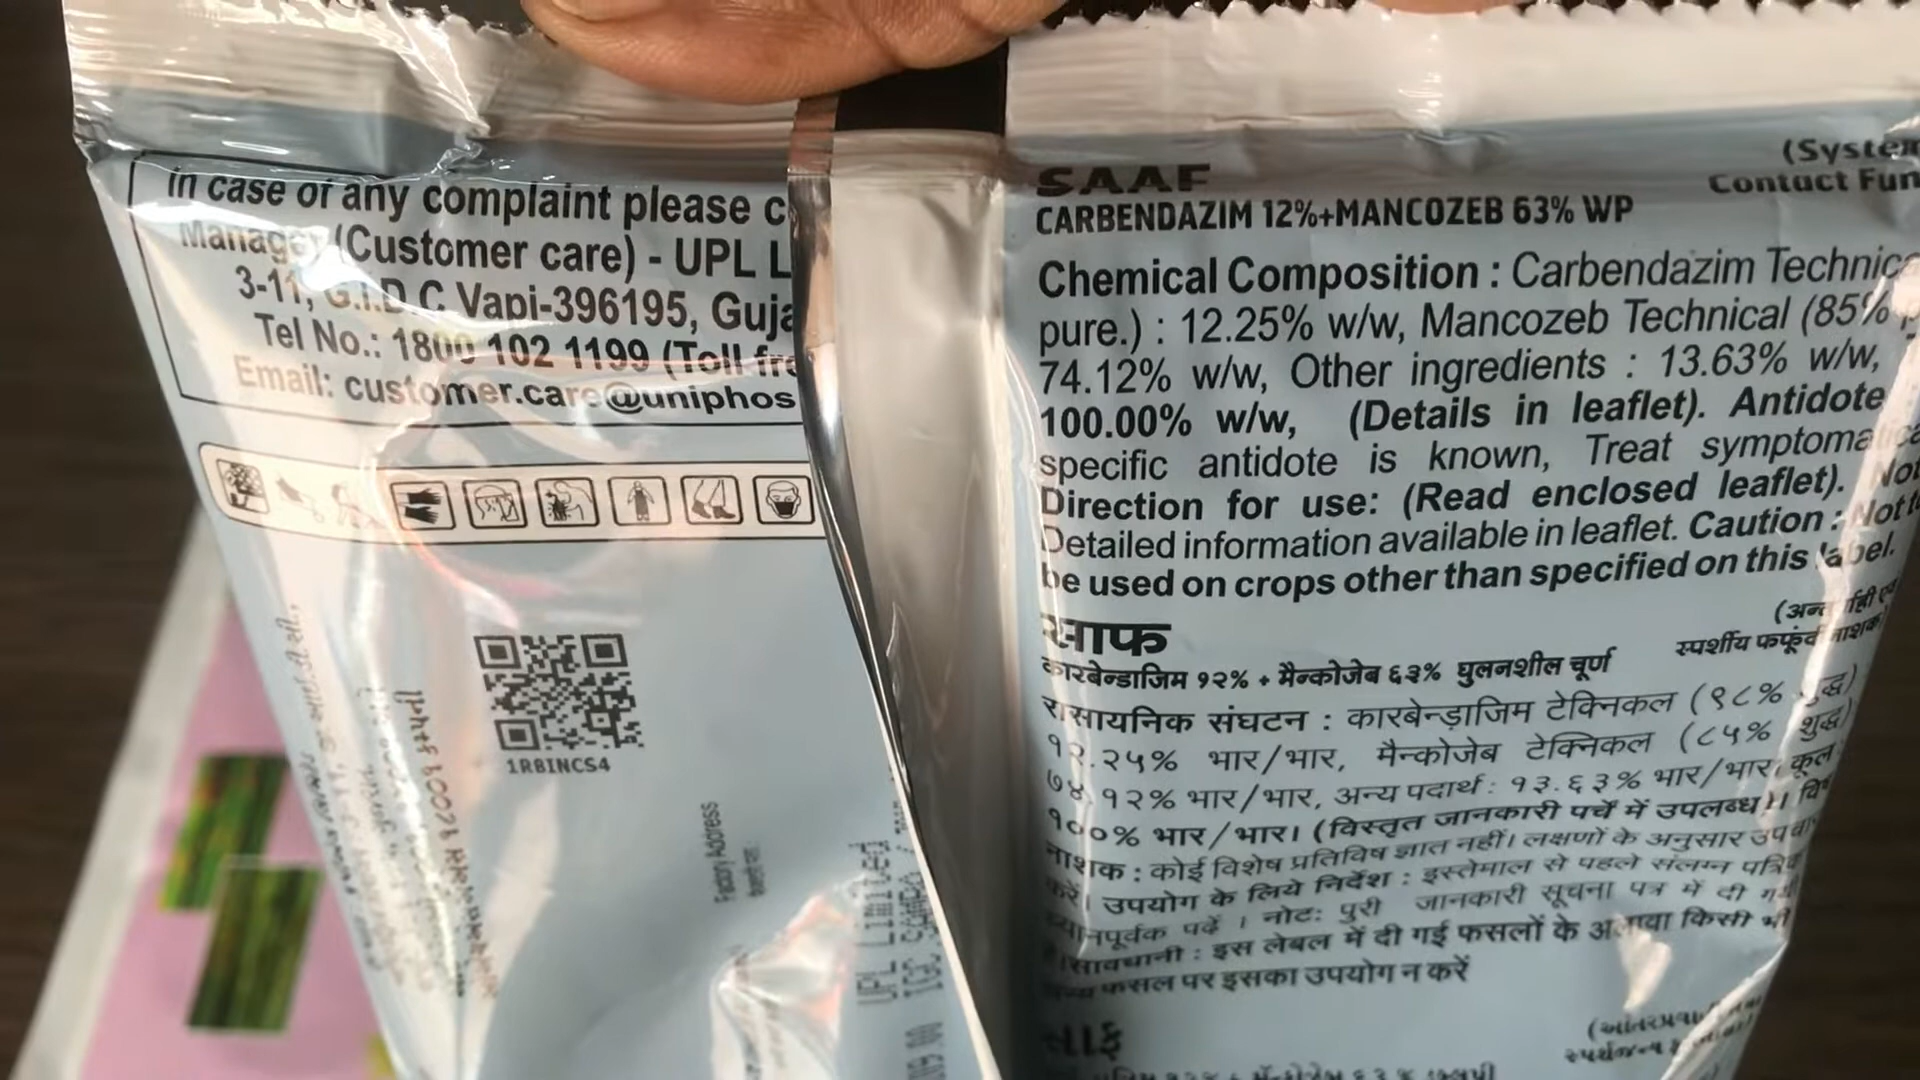 in case of any complaint please c
Manager (Customer care) - UPL L
3-11, G.I.D.C Vapi-396195, Guja
Tel No.: 1800 102 1199 (Toll fre
Email: customer.care@uniphos
1R8INCS4
Factory Address
UPL LIMITED
SAAF
CARBENDAZIM 12%+MANCOZEB 63% WP
(System
Contact Fun
Chemical Composition : Carbendazim Technica
pure.) : 12.25% w/w, Mancozeb Technical (85% p
74.12% w/w, Other ingredients : 13.63% w/w,
100.00% w/w, (Details in leaflet). Antidote
specific antidote is known, Treat symptomatica
Direction for use: (Read enclosed leaflet). Not
Detailed information available in leaflet. Caution : Not t
be used on crops other than specified on this label.
साफ
कारबेन्डाजिम १२% + मैन्कोजेब ६३% घुलनशील चूर्ण
स्पर्शीय फफूंद नाशक
रासायनिक संघटन : कारबेन्ड़ाजिम टेक्निकल (९८% शुद्ध)
१२.२५% भार/भार, मैन्कोजेब टेक्निकल (८५% शुद्ध)
७४.१२% भार/भार, अन्य पदार्थ : १३.६३% भार/भार, कूल
१००% भार/भार। (विस्तृत जानकारी पर्चे में उपलब्ध)। विष
नाशक : कोई विशेष प्रतिविष ज्ञात नहीं। लक्षणों के अनुसार उपचा
करें। उपयोग के लिये निर्देश : इस्तेमाल से पहले संलग्न पत्रि
ध्यानपूर्वक पढें । नोटः पुरी जानकारी सूचना पत्र में दी गयी
सावधानी : इस लेबल में दी गई फसलों के अलावा किसी भी
अन्य फसल पर इसका उपयोग न करें
સાફ